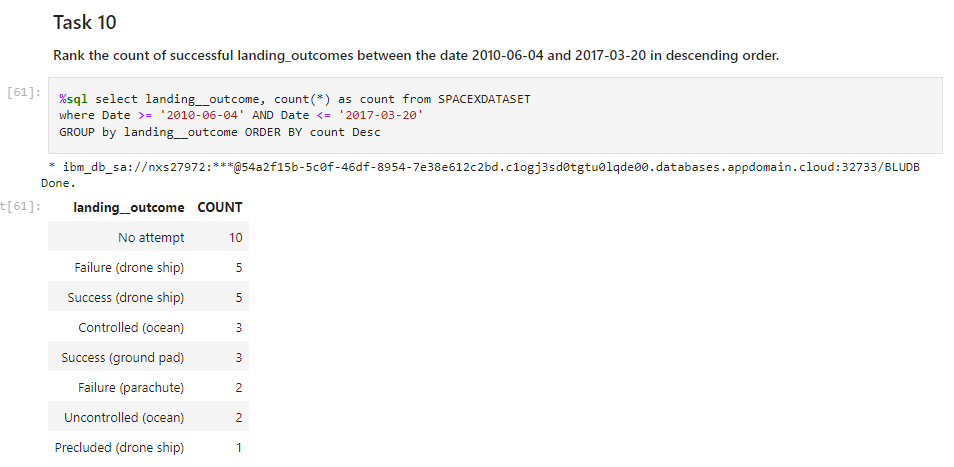 Task 10
Rank the count of successful landing_outcomes between the date 2010-06-04 and 2017-03-20 in descending order.
[61]: %sql select landing__outcome, count(*) as count from SPACEXDATASET
where Date >= '2010-06-04' AND Date <= '2017-03-20'
GROUP by landing__outcome ORDER BY count Desc
* ibm_db_sa://nxs27972:***@54a2f15b-5c0f-46df-8954-7e38e612c2bd.c1ogj3sd0tgtu0lqde00.databases.appdomain.cloud:32733/BLUDB
Done.
t[61]: landing__outcome COUNT
No attempt 10
Failure (drone ship) 5
Success (drone ship) 5
Controlled (ocean) 3
Success (ground pad) 3
Failure (parachute) 2
Uncontrolled (ocean) 2
Precluded (drone ship) 1